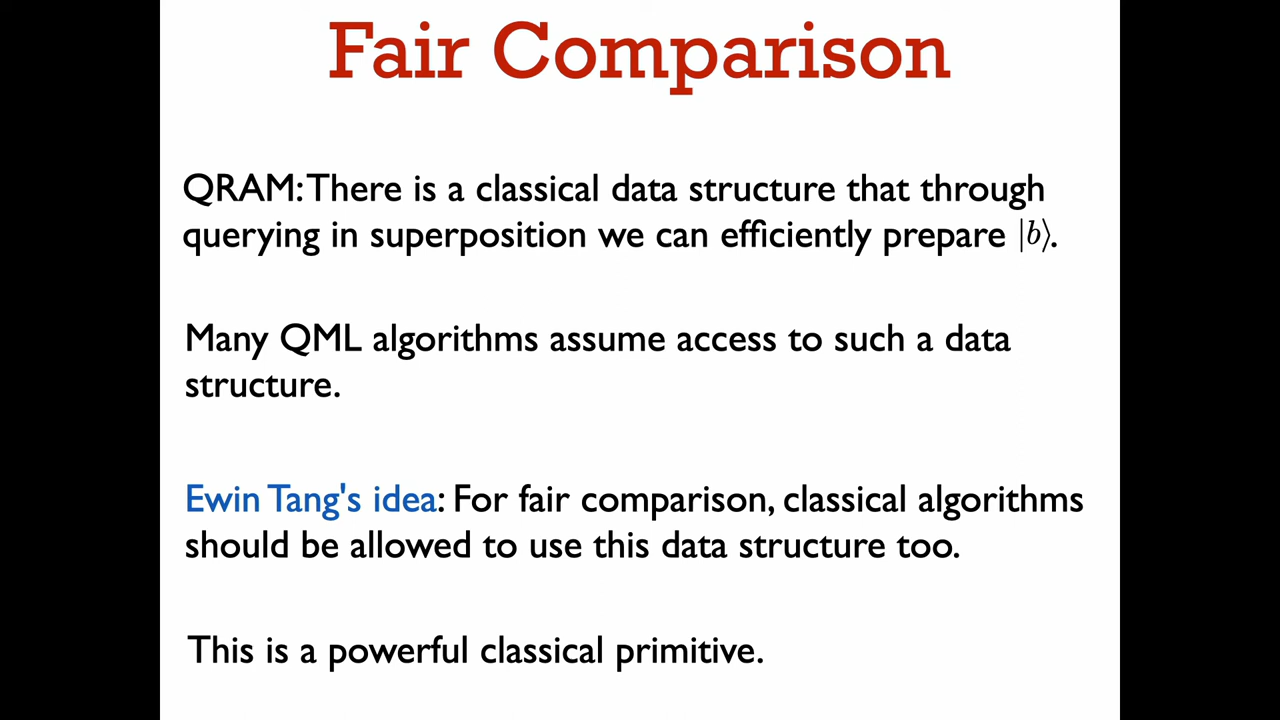 Fair Comparison
QRAM: There is a classical data structure that through
querying in superposition we can efficiently prepare |b⟩.
Many QML algorithms assume access to such a data
structure.
Ewin Tang's idea: For fair comparison, classical algorithms
should be allowed to use this data structure too.
This is a powerful classical primitive.